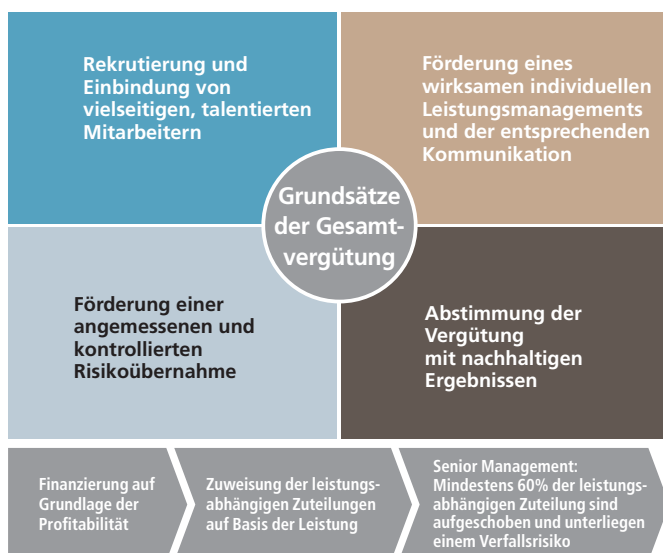 Rekrutierung und
Einbindung von
vielseitigen, talentierten
Mitarbeitern
Förderung eines
wirksamen individuellen
Leistungsmanagements
und der entsprechenden
Kommunikation
Grundsätze
der Gesamt-
vergütung
Förderung einer
angemessenen und
kontrollierten
Risikoübernahme
Abstimmung der
Vergütung
mit nachhaltigen
Ergebnissen
Finanzierung auf
Grundlage der
Profitabilität
Zuweisung der leistungs-
abhängigen Zuteilungen
auf Basis der Leistung
Senior Management:
Mindestens 60% der leistungs-
abhängigen Zuteilung sind
aufgeschoben und unterliegen
einem Verfallsrisiko